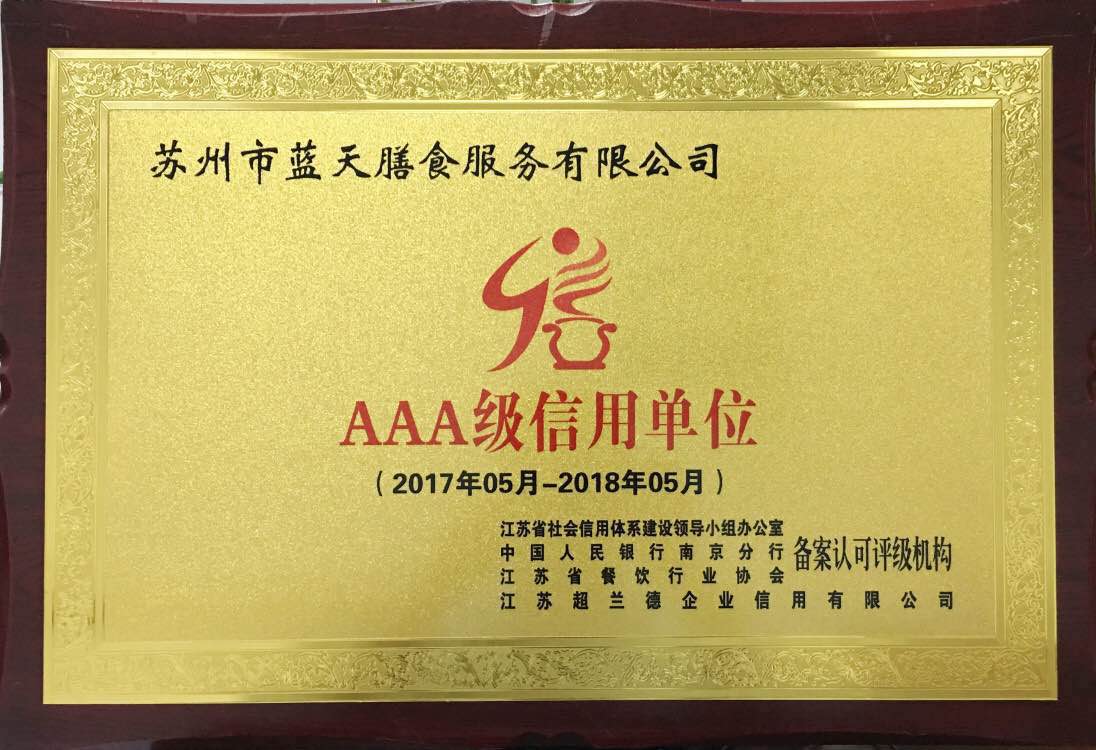 苏州市蓝天膳食服务有限公司
AAA级信用单位
（2017年05月-2018年05月）
江苏省社会信用体系建设领导小组办公室
中国人民银行南京分行
江苏省餐饮行业协会
备案认可评级机构
江苏超兰德企业信用有限公司